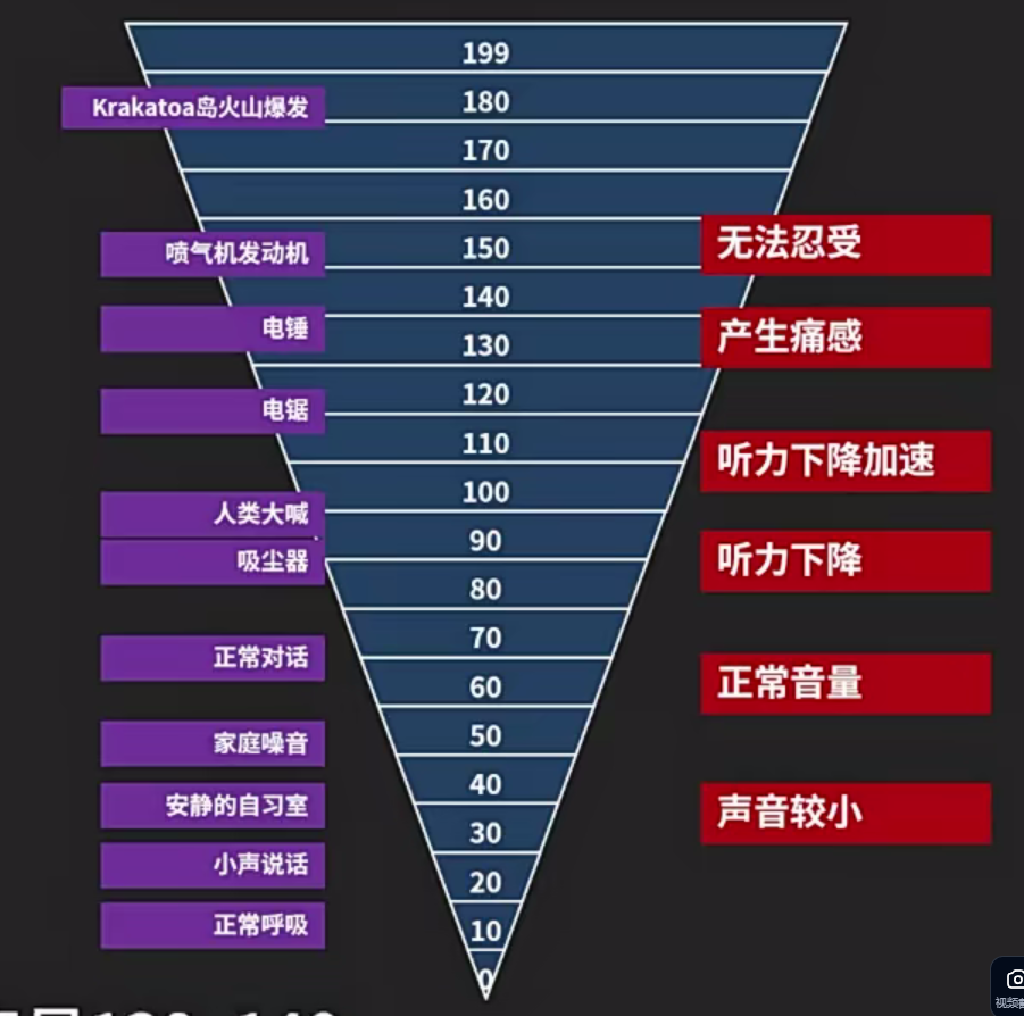 199
Krakatoa岛火山爆发
180
170
160
无法忍受
喷气机发动机
150
140
电锤
产生痛感
130
120
电锯
110
听力下降加速
100
人类大喊
90
吸尘器
听力下降
80
70
正常对话
60
正常音量
50
家庭噪音
40
安静的自习室
声音较小
30
小声说话
20
正常呼吸
10
0